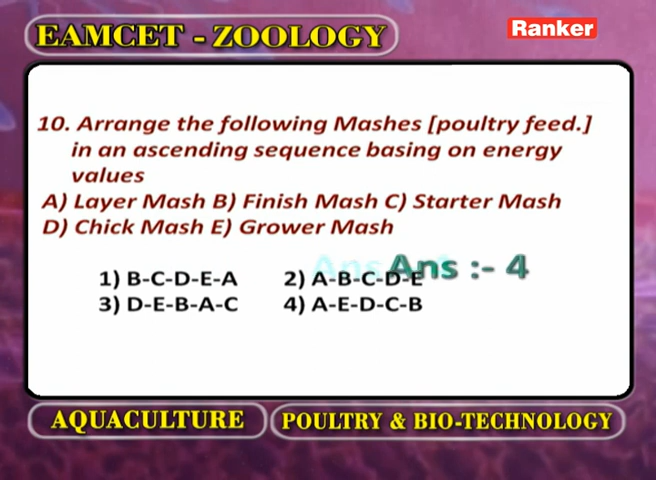 EAMCET - ZOOLOGY
Ranker
10. Arrange the following Mashes [poultry feed.]
in an ascending sequence basing on energy
values
A) Layer Mash B) Finish Mash C) Starter Mash
D) Chick Mash E) Grower Mash
Ans :- 4
1) B-C-D-E-A 2) A-B-C-D-E
3) D-E-B-A-C 4) A-E-D-C-B
AQUACULTURE
POULTRY & BIO-TECHNOLOGY